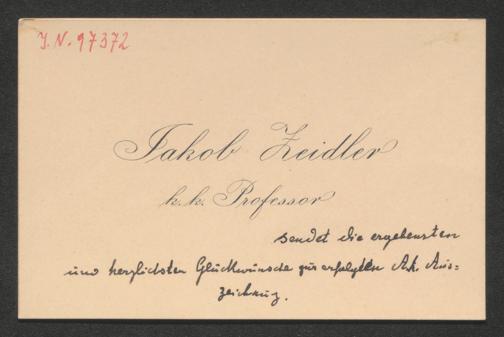 J. N. 97372
Jakob Zeidler
k. k. Professor
sendet die ergebensten
und herzlichsten Glückwünsche zur erfolgten Ah. Aus=
zeichnung.